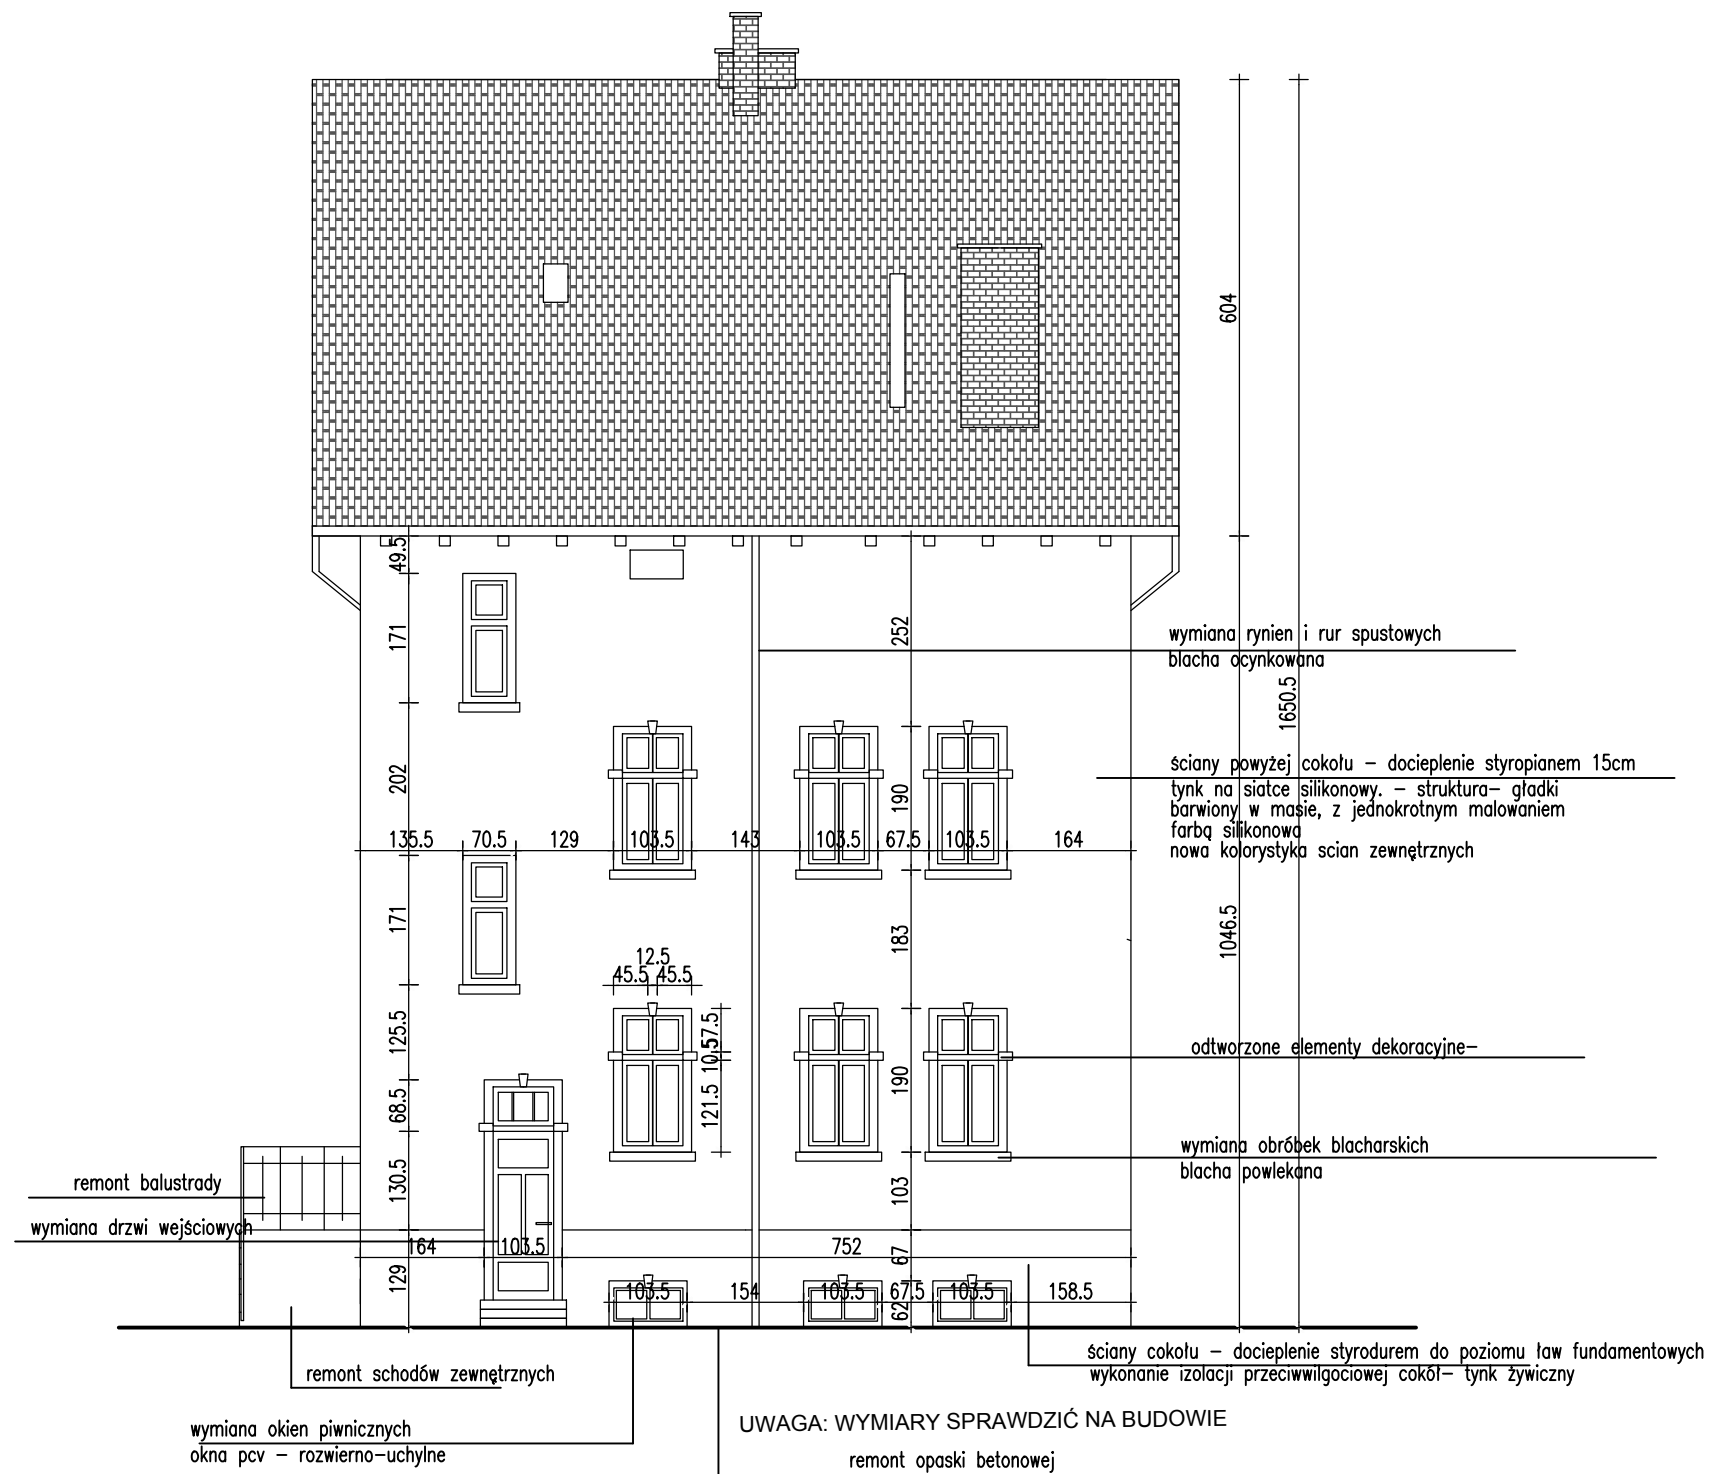 604
49.5
171
252
wymiana rynien i rur spustowych
blacha ocynkowana
1650.5
202
190
ściany powyżej cokołu – docieplenie styropianem 15cm
tynk na siatce silikonowy. – struktura– gładki
barwiony w masie, z jednokrotnym malowaniem
farbą silikonowa
nowa kolorystyka scian zewnętrznych
135.5 70.5 129 103.5 143 103.5 67.5 103.5 164
171
183
1046.5
12.5
45.5 45.5
125.5
57.5
10.5
121.5
190
odtworzone elementy dekoracyjne–
68.5
wymiana obróbek blacharskich
blacha powlekana
130.5
103
remont balustrady
wymiana drzwi wejściowych
164 103.5 752
67
129
103.5 154 103.5 67.5 103.5 158.5
62
ściany cokołu – docieplenie styrodurem do poziomu ław fundamentowych
wykonanie izolacji przeciwwilgociowej cokół– tynk żywiczny
remont schodów zewnętrznych
UWAGA: WYMIARY SPRAWDZIĆ NA BUDOWIE
wymiana okien piwnicznych
okna pcv – rozwierno–uchylne
remont opaski betonowej